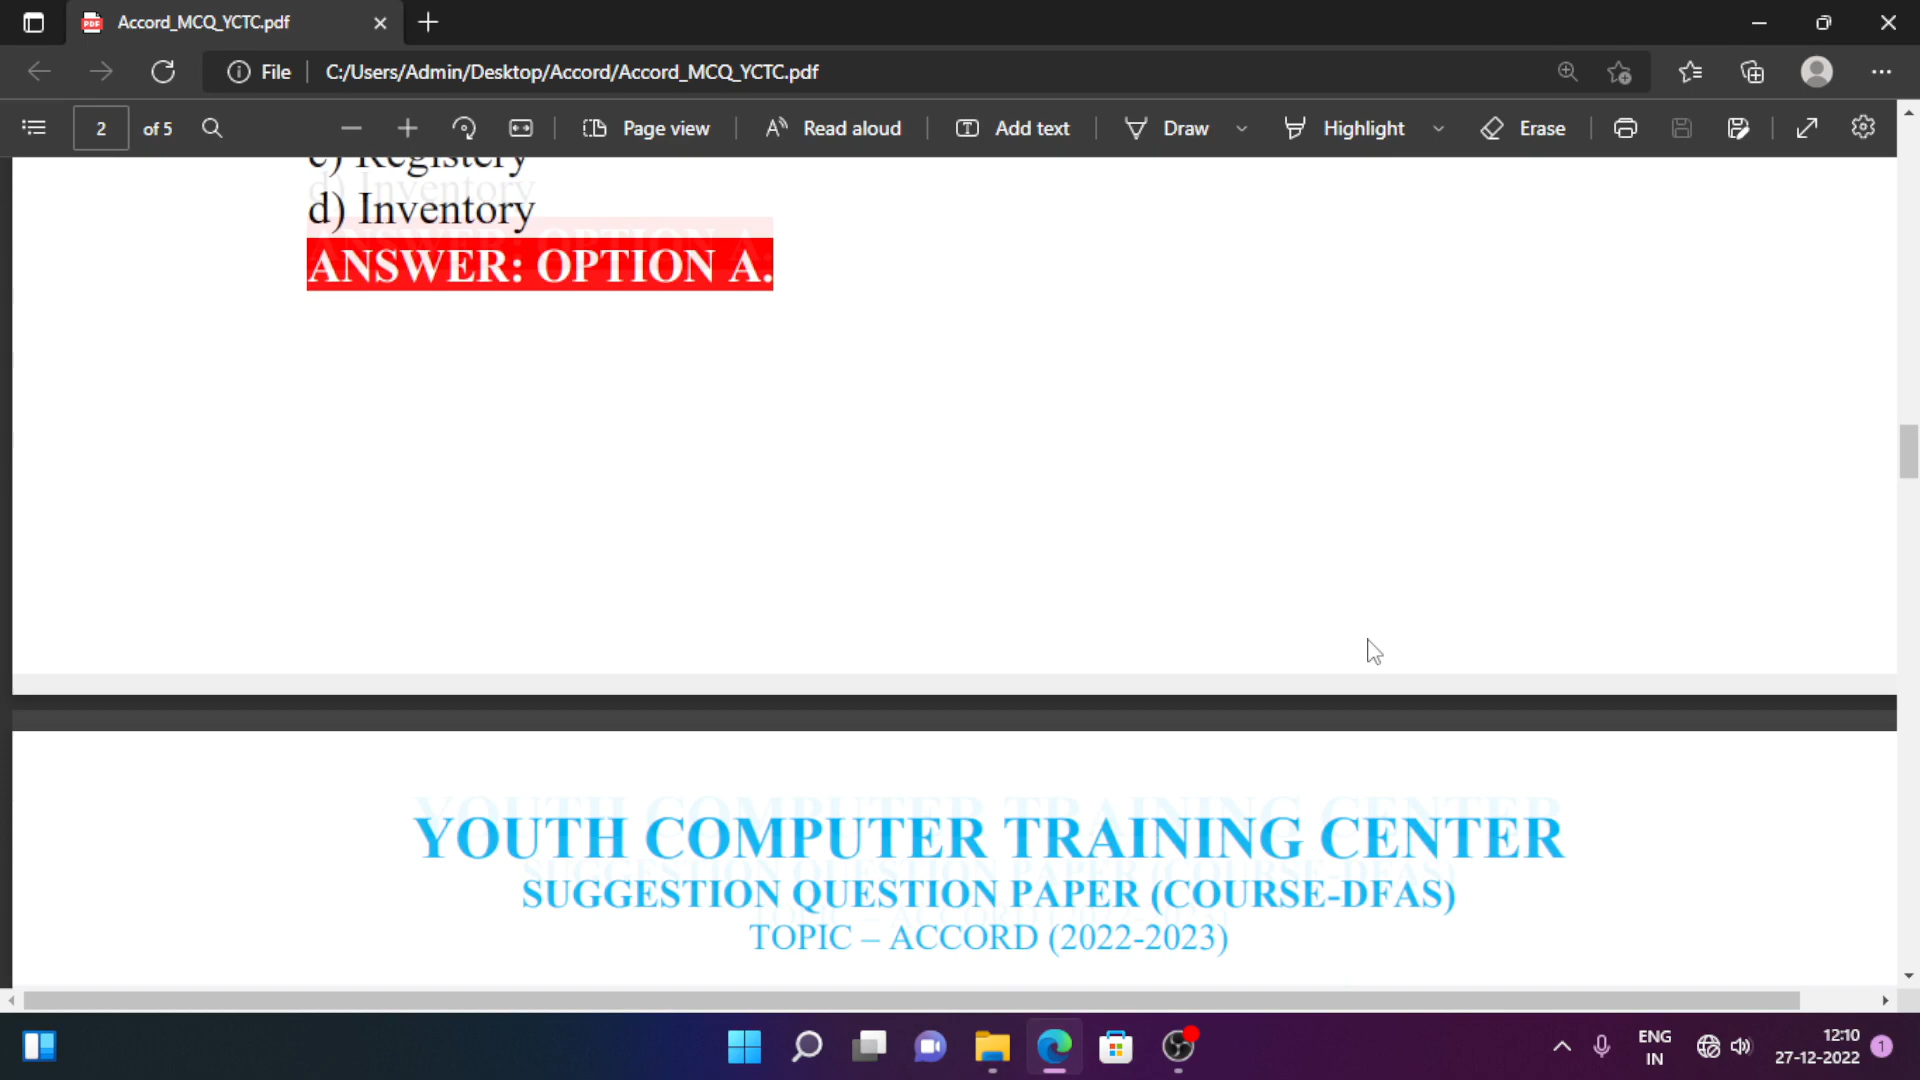 Accord_MCQ_YCTC.pdf
File
C:/Users/Admin/Desktop/Accord/Accord_MCQ_YCTC.pdf
2 of 5
Page view
Read aloud
Add text
Draw
Highlight
Erase
c) Registery
d) Inventory
ANSWER: OPTION A.
YOUTH COMPUTER TRAINING CENTER
SUGGESTION QUESTION PAPER (COURSE-DFAS)
TOPIC – ACCORD (2022-2023)
ENG
IN
12:10
27-12-2022
1